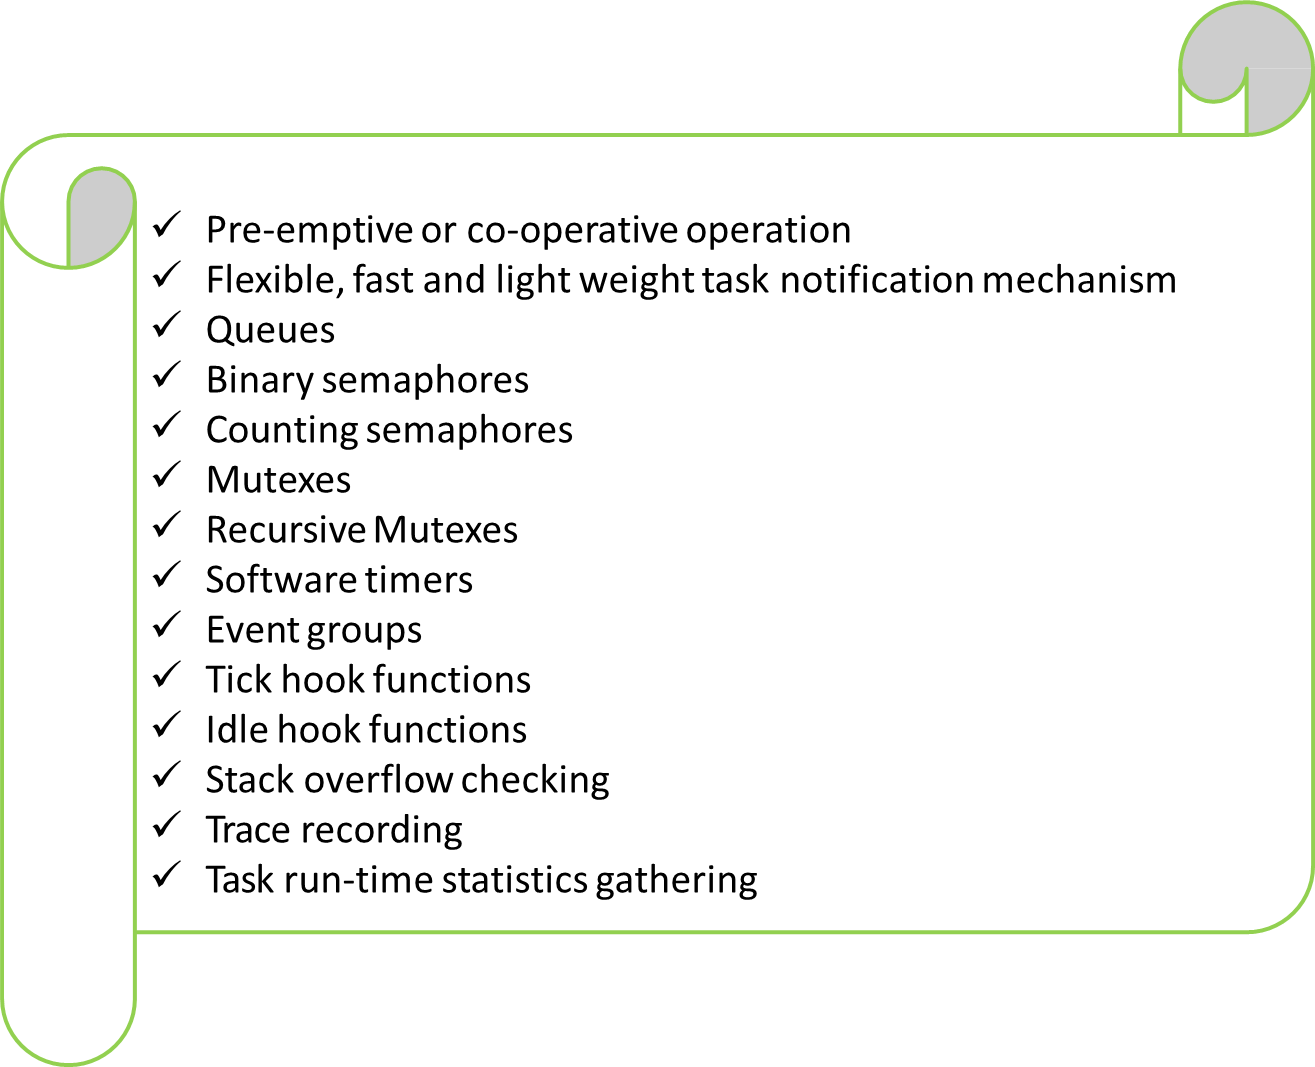 ✓ Pre-emptive or co-operative operation
✓ Flexible, fast and light weight task notification mechanism
✓ Queues
✓ Binary semaphores
✓ Counting semaphores
✓ Mutexes
✓ Recursive Mutexes
✓ Software timers
✓ Event groups
✓ Tick hook functions
✓ Idle hook functions
✓ Stack overflow checking
✓ Trace recording
✓ Task run-time statistics gathering